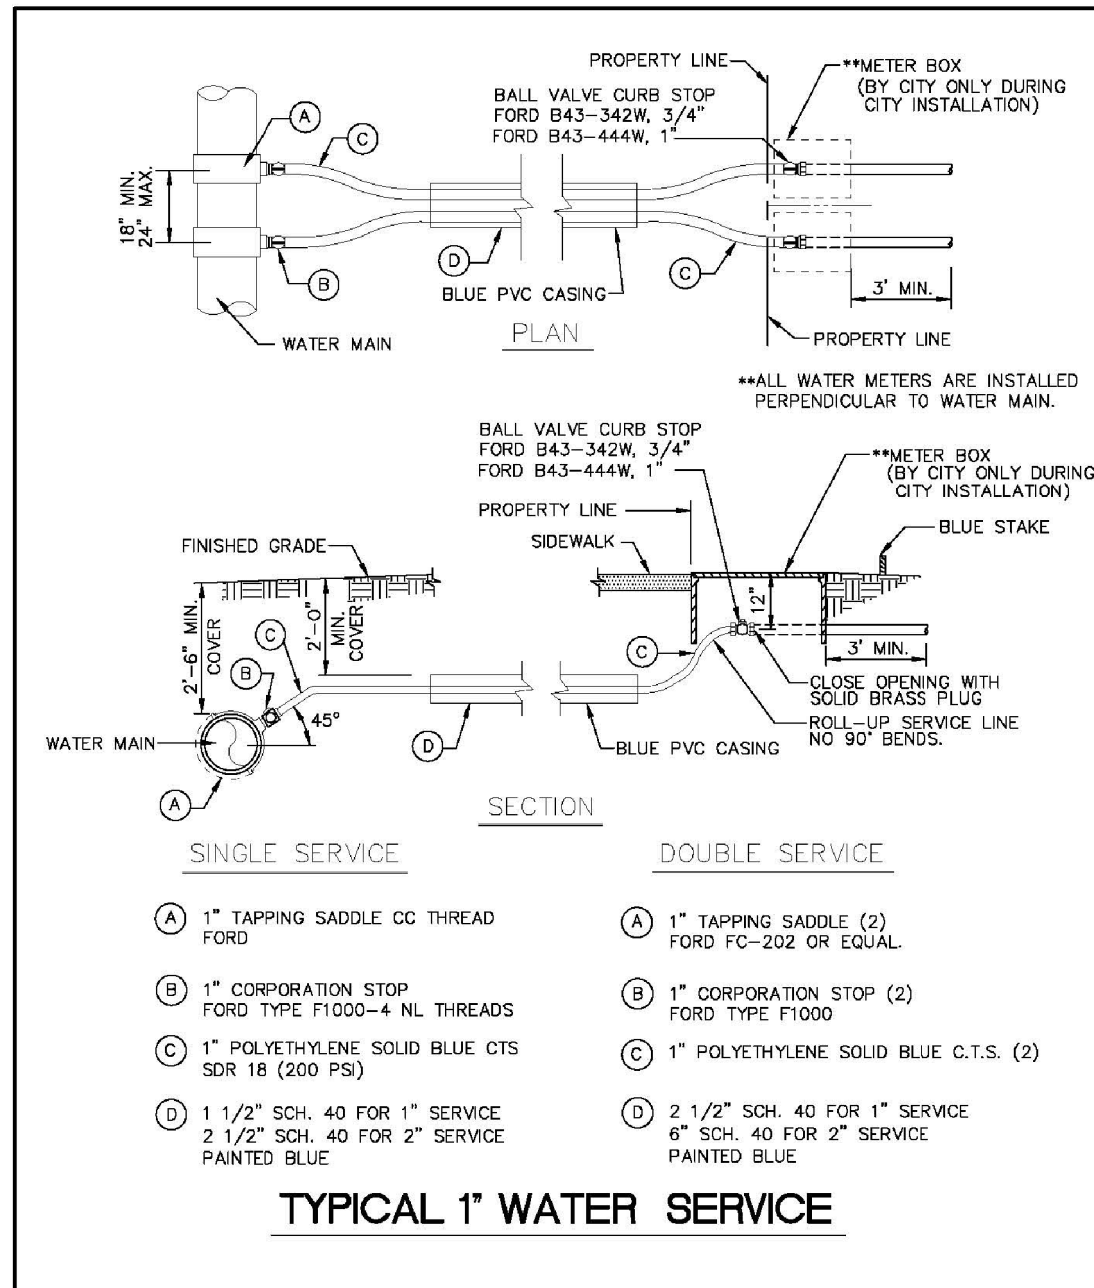 PROPERTY LINE
**METER BOX
(BY CITY ONLY DURING
CITY INSTALLATION)
BALL VALVE CURB STOP
FORD B43-342W, 3/4"
FORD B43-444W, 1"
A
C
18" MIN.
24" MAX.
B
D
C
BLUE PVC CASING
3' MIN.
WATER MAIN
PLAN
PROPERTY LINE
**ALL WATER METERS ARE INSTALLED
PERPENDICULAR TO WATER MAIN.
BALL VALVE CURB STOP
FORD B43-342W, 3/4"
FORD B43-444W, 1"
**METER BOX
(BY CITY ONLY DURING
CITY INSTALLATION)
PROPERTY LINE
BLUE STAKE
FINISHED GRADE
SIDEWALK
2'-6" MIN.
COVER
2'-0"
MIN.
COVER
12"
C
B
C
3' MIN.
45°
CLOSE OPENING WITH
SOLID BRASS PLUG
ROLL-UP SERVICE LINE
NO 90° BENDS.
WATER MAIN
D
BLUE PVC CASING
A
SECTION
SINGLE SERVICE
A 1" TAPPING SADDLE CC THREAD
FORD
B 1" CORPORATION STOP
FORD TYPE F1000-4 NL THREADS
C 1" POLYETHYLENE SOLID BLUE CTS
SDR 18 (200 PSI)
D 1 1/2" SCH. 40 FOR 1" SERVICE
2 1/2" SCH. 40 FOR 2" SERVICE
PAINTED BLUE
DOUBLE SERVICE
A 1" TAPPING SADDLE (2)
FORD FC-202 OR EQUAL.
B 1" CORPORATION STOP (2)
FORD TYPE F1000
C 1" POLYETHYLENE SOLID BLUE C.T.S. (2)
D 2 1/2" SCH. 40 FOR 1" SERVICE
6" SCH. 40 FOR 2" SERVICE
PAINTED BLUE
TYPICAL 1" WATER SERVICE